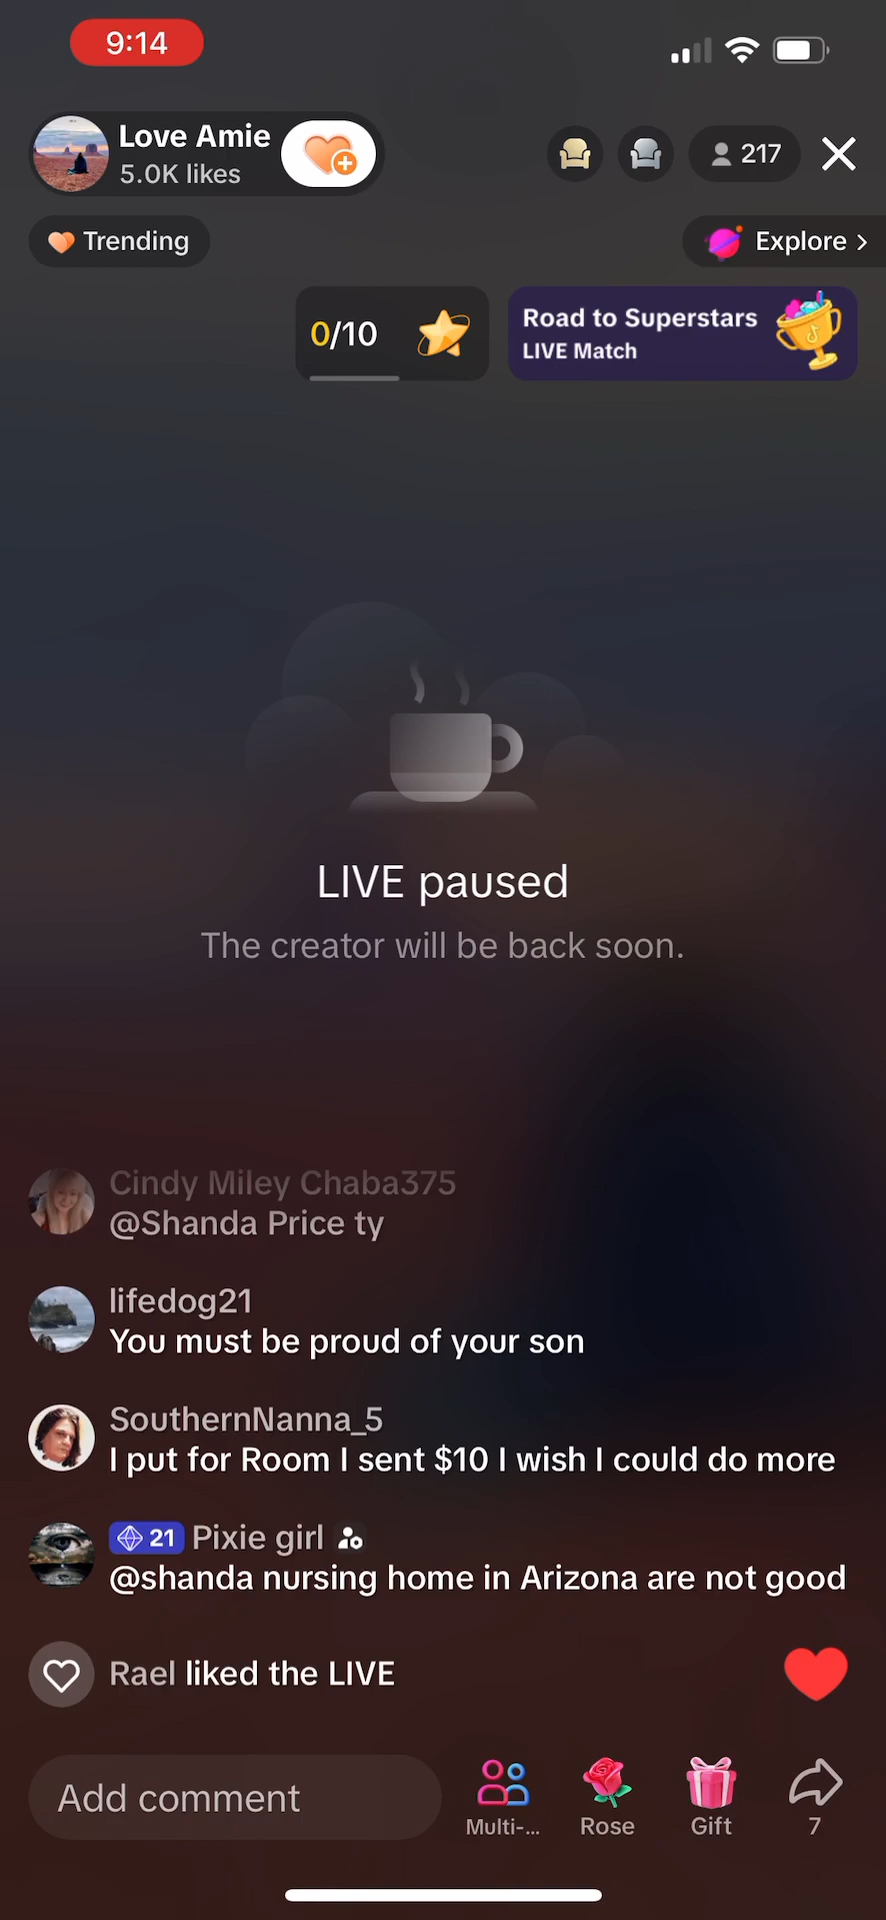 9:14
Love Amie
5.0K likes
217
Trending
Explore >
0/10
Road to Superstars
LIVE Match
LIVE paused
The creator will be back soon.
Cindy Miley Chaba375
@Shanda Price ty
lifedog21
You must be proud of your son
SouthernNanna_5
I put for Room I sent $10 I wish I could do more
21 Pixie girl
@shanda nursing home in Arizona are not good
Rael liked the LIVE
Add comment
Multi-...
Rose
Gift
7